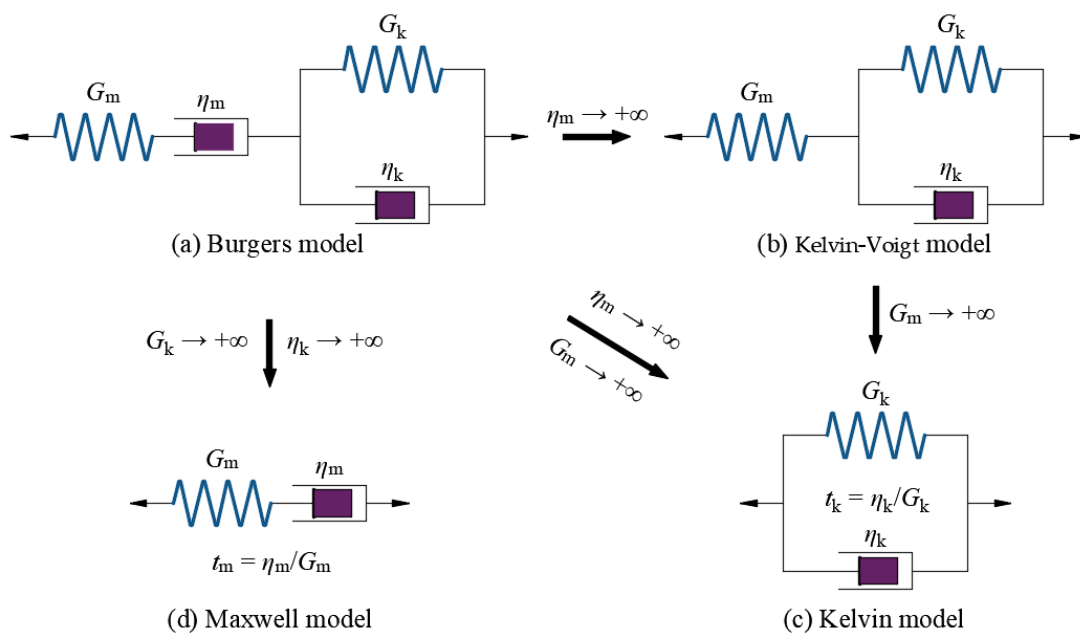 Gk
Gm
ηm
ηk
(a) Burgers model
ηm → +∞
Gk
Gm
ηk
(b) Kelvin-Voigt model
Gk → +∞
ηk → +∞
ηm → +∞
Gm → +∞
Gm → +∞
Gm
ηm
tm = ηm/Gm
(d) Maxwell model
Gk
tk = ηk/Gk
ηk
(c) Kelvin model